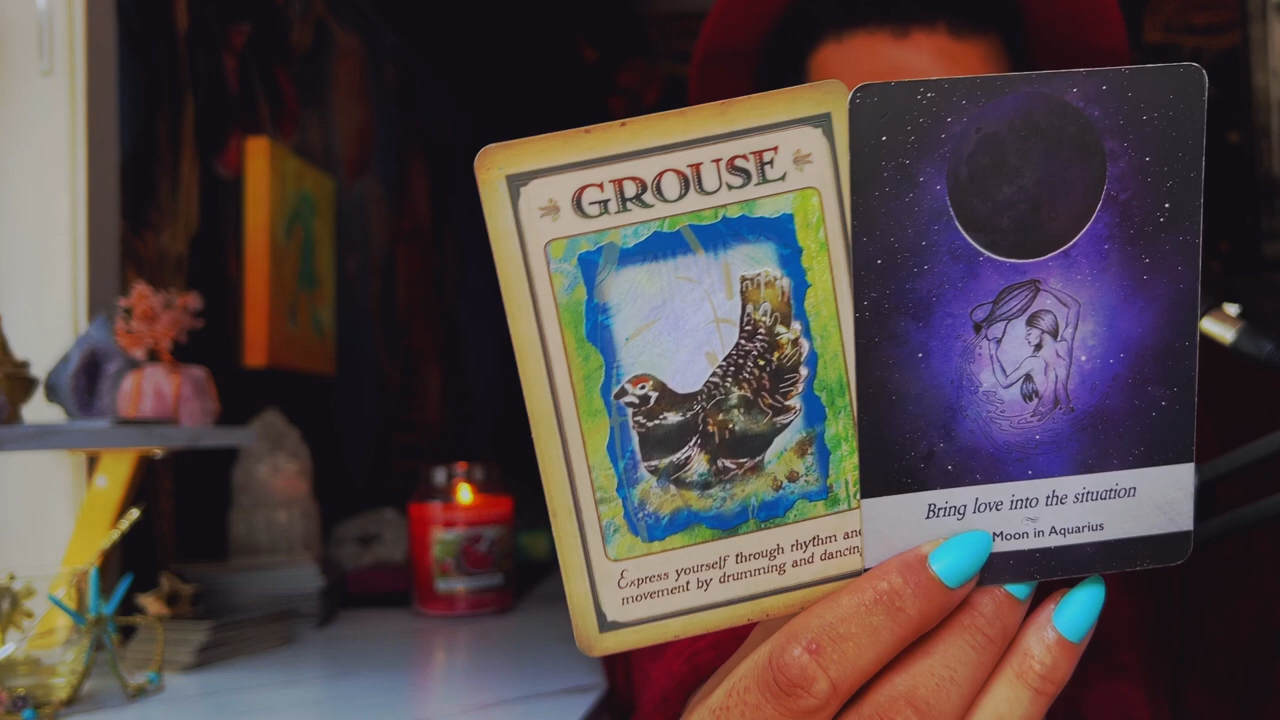 GROUSE
Express yourself through rhythm and
movement by drumming and dancing
Bring love into the situation
Moon in Aquarius